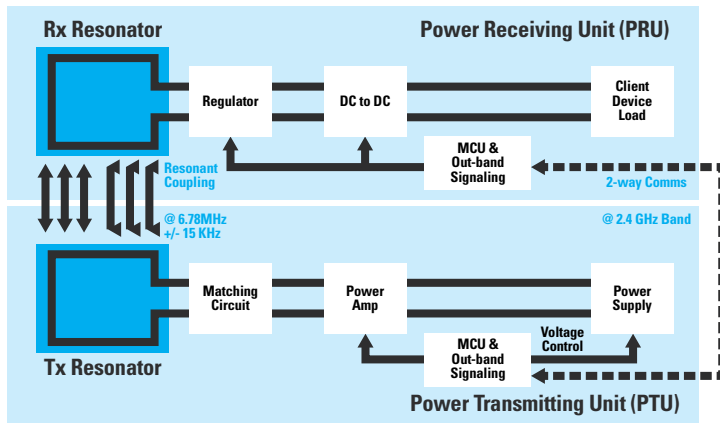 Rx Resonator
Power Receiving Unit (PRU)
Regulator
DC to DC
Client
Device
Load
MCU &
Out-band
Signaling
Resonant
Coupling
2-way Comms
@ 6.78MHz
+/- 15 KHz
@ 2.4 GHz Band
Matching
Circuit
Power
Amp
Power
Supply
MCU &
Out-band
Signaling
Voltage
Control
Tx Resonator
Power Transmitting Unit (PTU)